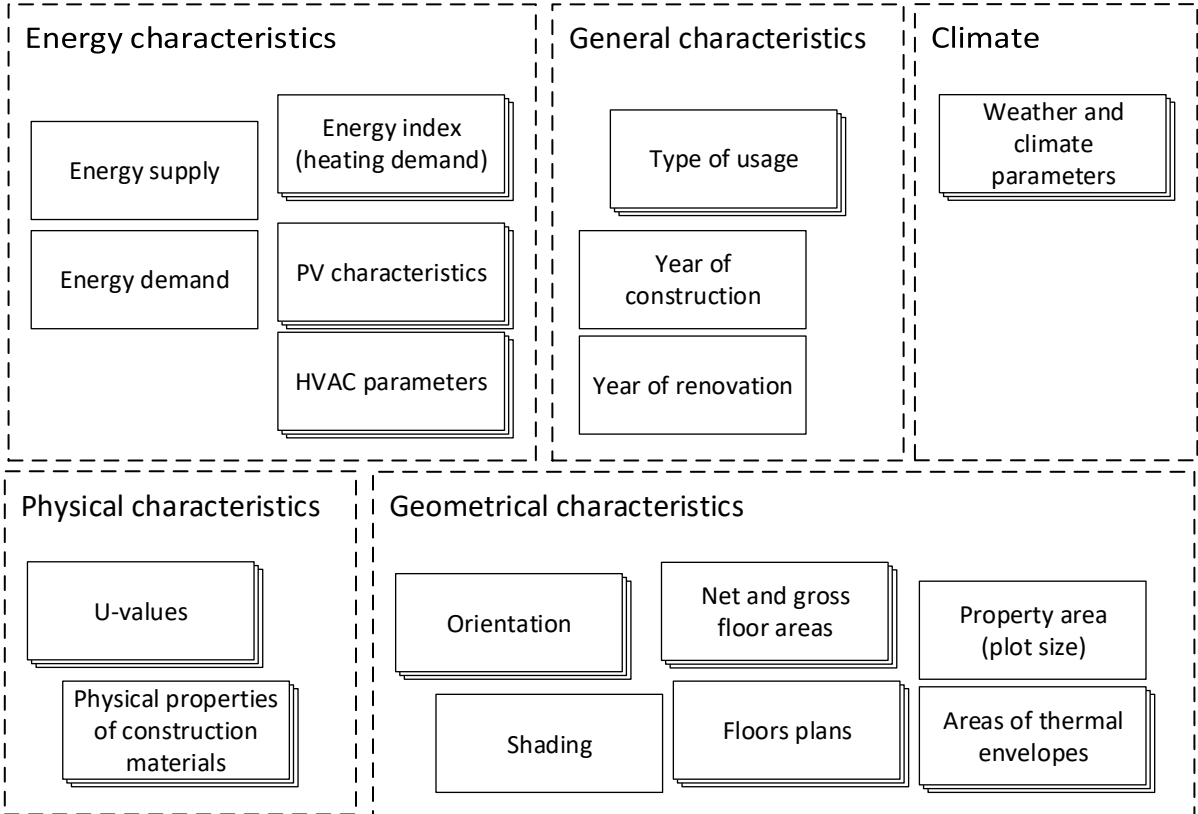 Energy characteristics
Energy supply
Energy demand
Energy index
(heating demand)
PV characteristics
HVAC parameters
General characteristics
Type of usage
Year of
construction
Year of renovation
Climate
Weather and
climate
parameters
Physical characteristics
U-values
Physical properties
of construction
materials
Geometrical characteristics
Orientation
Shading
Net and gross
floor areas
Floors plans
Property area
(plot size)
Areas of thermal
envelopes